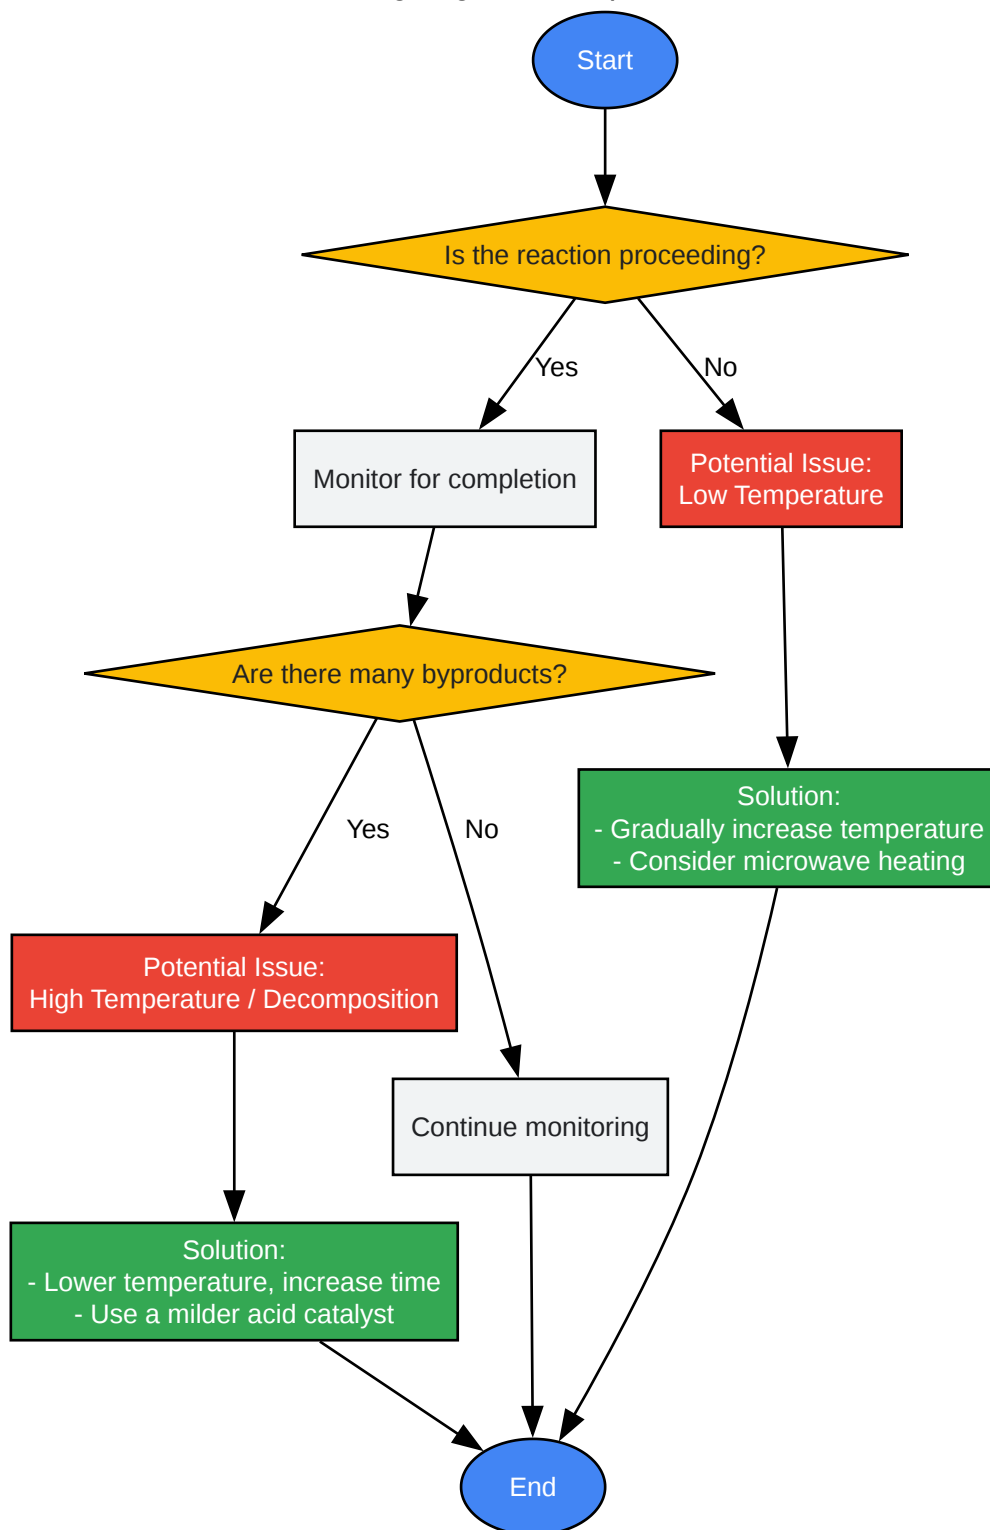 Start
Is the reaction proceeding?
Yes
No
Monitor for completion
Potential Issue:
Low Temperature
Are there many byproducts?
Yes
No
Solution:
- Gradually increase temperature
- Consider microwave heating
Potential Issue:
High Temperature / Decomposition
Continue monitoring
Solution:
- Lower temperature, increase time
- Use a milder acid catalyst
End